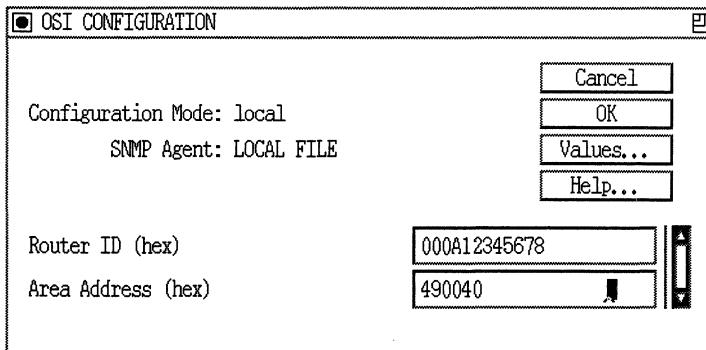 OSI CONFIGURATION
Cancel
Configuration Mode: local
OK
SNMP Agent: LOCAL FILE
Values...
Help...
Router ID (hex)
000A12345678
Area Address (hex)
490040